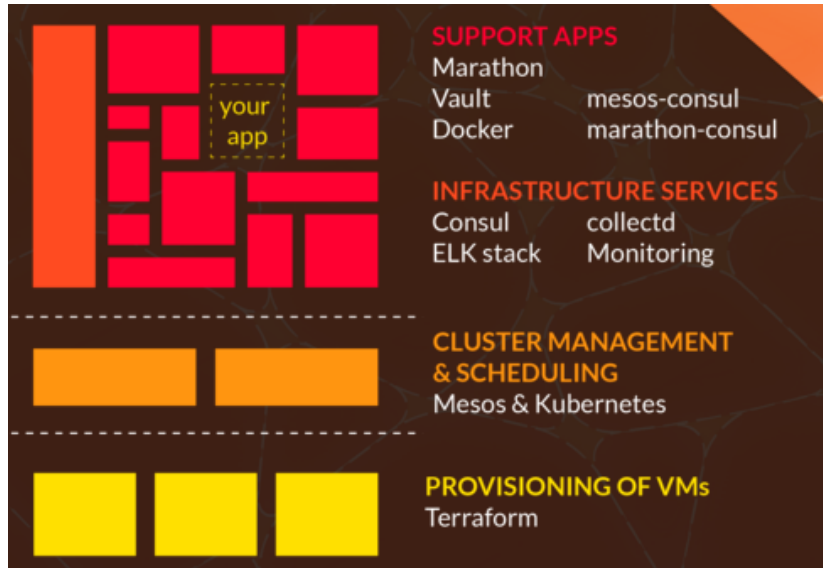 your
app
SUPPORT APPS
Marathon
Vault mesos-consul
Docker marathon-consul
INFRASTRUCTURE SERVICES
Consul collectd
ELK stack Monitoring
CLUSTER MANAGEMENT
& SCHEDULING
Mesos & Kubernetes
PROVISIONING OF VMs
Terraform